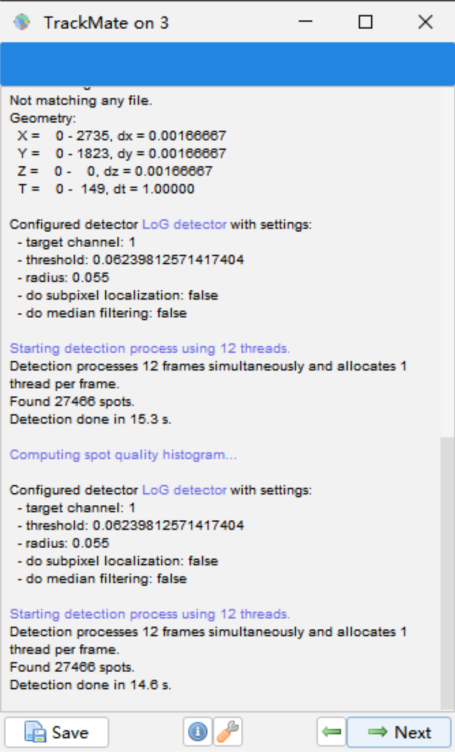 TrackMate on 3
Not matching any file.
Geometry:
X = 0 - 2735, dx = 0.00166667
Y = 0 - 1823, dy = 0.00166667
Z = 0 - 0, dz = 0.00166667
T = 0 - 149, dt = 1.00000
Configured detector LoG detector with settings:
- target channel: 1
- threshold: 0.06239812571417404
- radius: 0.055
- do subpixel localization: false
- do median filtering: false
Starting detection process using 12 threads.
Detection processes 12 frames simultaneously and allocates 1
thread per frame.
Found 27466 spots.
Detection done in 15.3 s.
Computing spot quality histogram...
Configured detector LoG detector with settings:
- target channel: 1
- threshold: 0.06239812571417404
- radius: 0.055
- do subpixel localization: false
- do median filtering: false
Starting detection process using 12 threads.
Detection processes 12 frames simultaneously and allocates 1
thread per frame.
Found 27466 spots.
Detection done in 14.6 s.
Save
Next